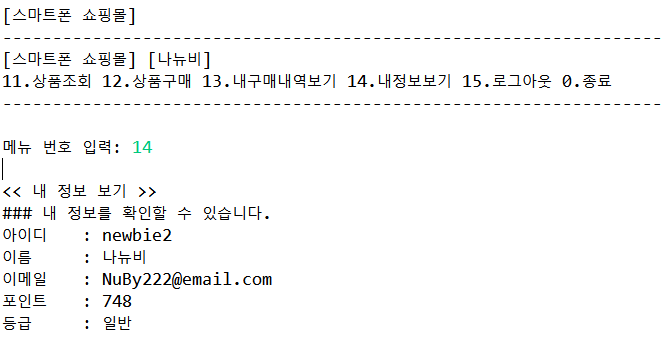 [스마트폰 쇼핑몰]
------------------------------------------------------------------
[스마트폰 쇼핑몰] [나뉴비]
11.상품조회 12.상품구매 13.내구매내역보기 14.내정보보기 15.로그아웃 0.종료
------------------------------------------------------------------
메뉴 번호 입력: 14
<< 내 정보 보기 >>
### 내 정보를 확인할 수 있습니다.
아이디 : newbie2
이름 : 나뉴비
이메일 : NuBy222@email.com
포인트 : 748
등급 : 일반